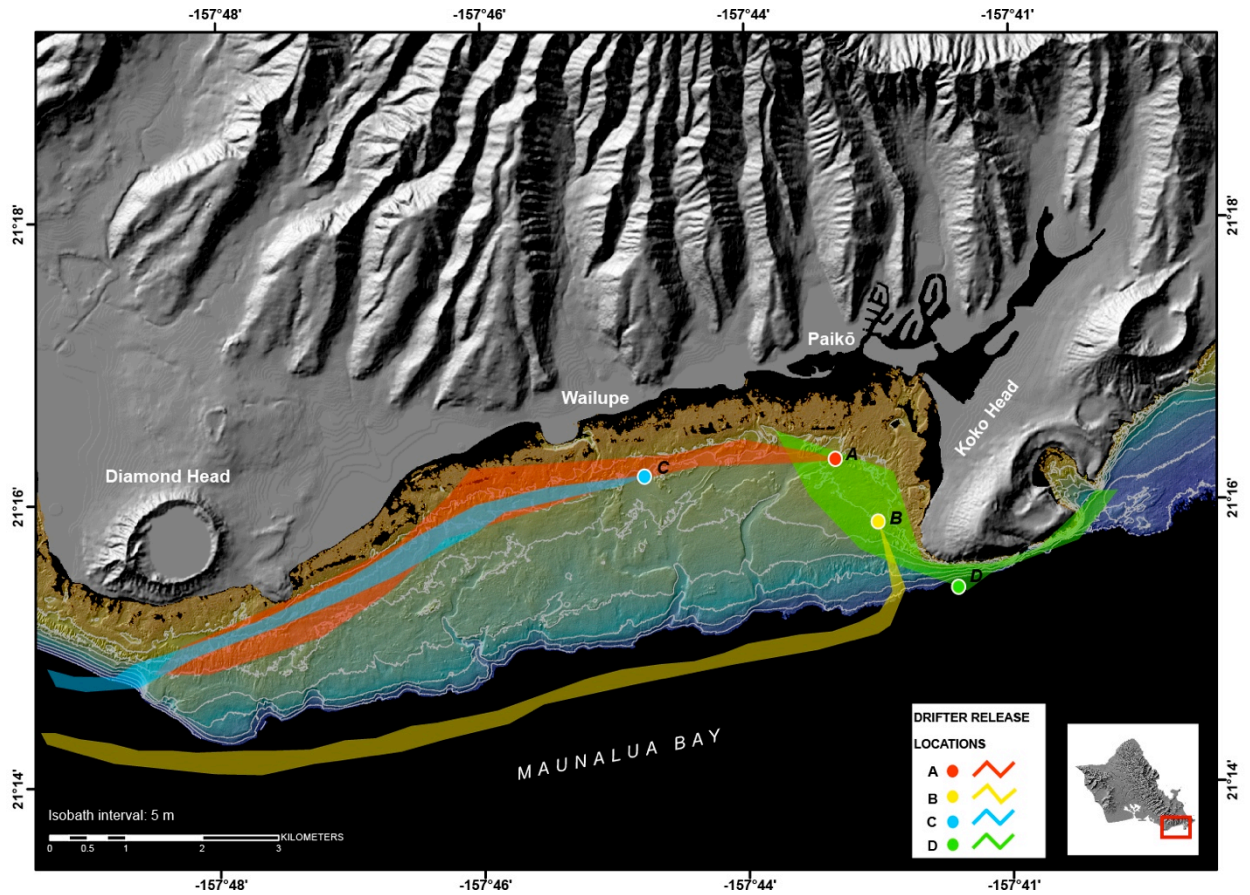 -157°48'
-157°46'
-157°44'
-157°41'
21°18'
21°18'
Paikō
Wailupe
Koko Head
A
C
Diamond Head
21°16'
21°16'
B
D
MAUNALUA BAY
21°14'
21°14'
DRIFTER RELEASE
LOCATIONS
A
B
C
D
Isobath interval: 5 m
KILOMETERS
0 0.5 1 2 3
-157°48'
-157°46'
-157°44'
-157°41'